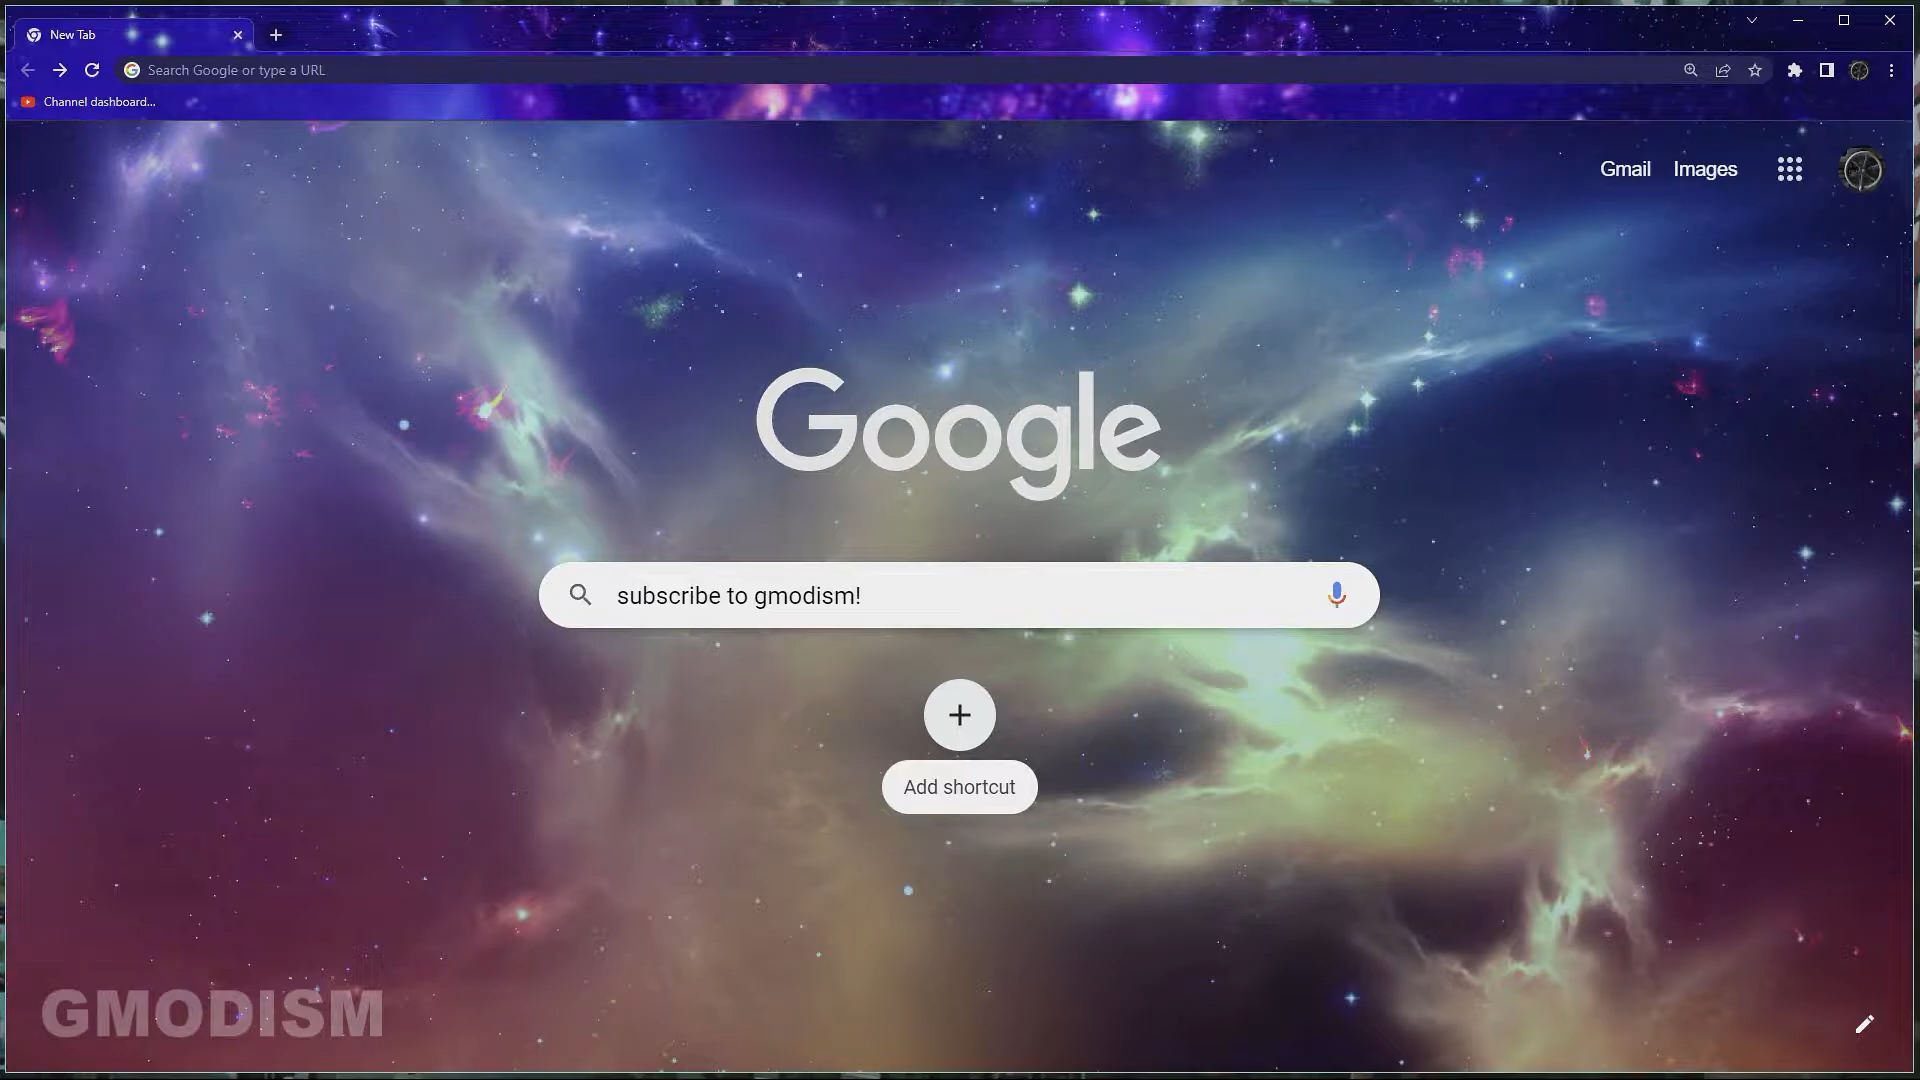 New Tab
Search Google or type a URL
Channel dashboard...
Gmail Images
Google
subscribe to gmodism!
Add shortcut
GMODISM